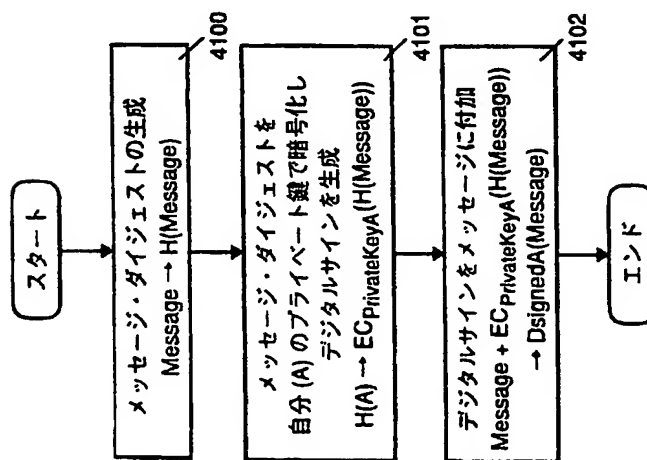 スタート
メッセージ・ダイジェストの生成
Message → H(Message)
4100
メッセージ・ダイジェストを
自分 (A) のプライベート鍵で暗号化し
デジタルサインを生成
H(A) → ECPrivateKeyA(H(Message))
4101
デジタルサインをメッセージに付加
Message + ECPrivateKeyA(H(Message))
→ DsignedA(Message)
4102
エンド